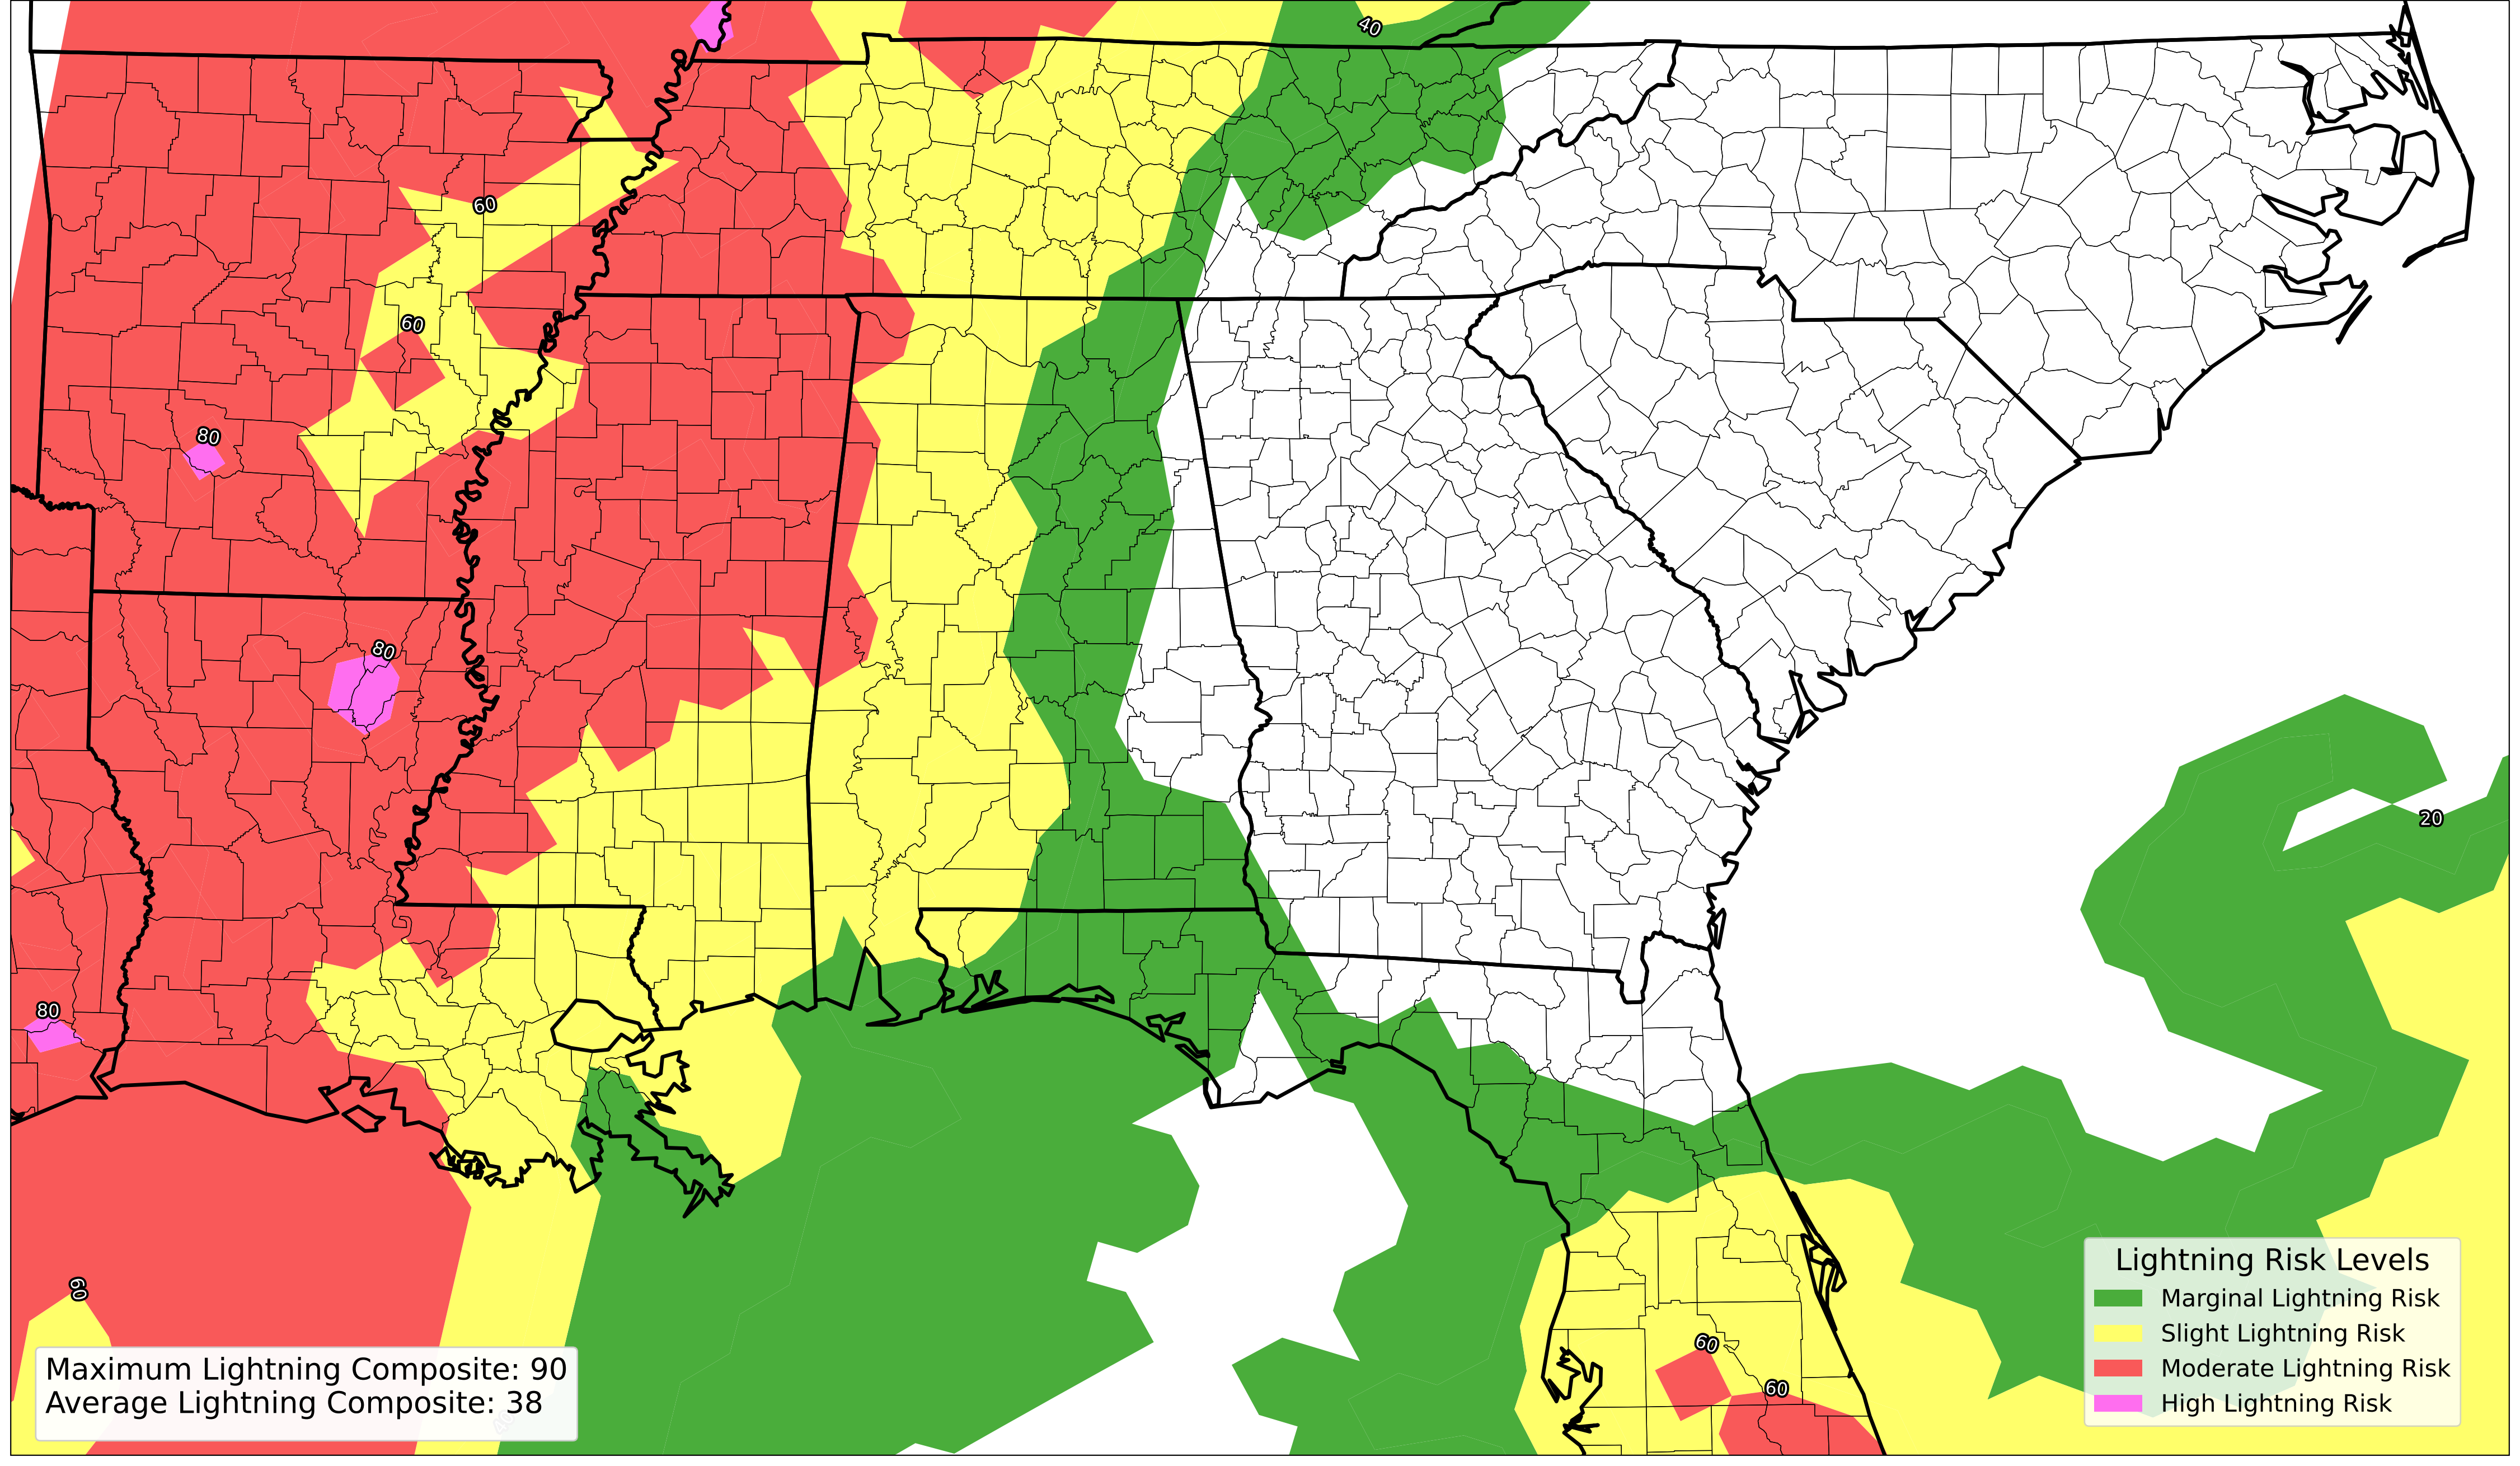 40
60
60
80
80
20
80
60
60
60
Lightning Risk Levels
Marginal Lightning Risk
Slight Lightning Risk
Moderate Lightning Risk
High Lightning Risk
Maximum Lightning Composite: 90
Average Lightning Composite: 38
40